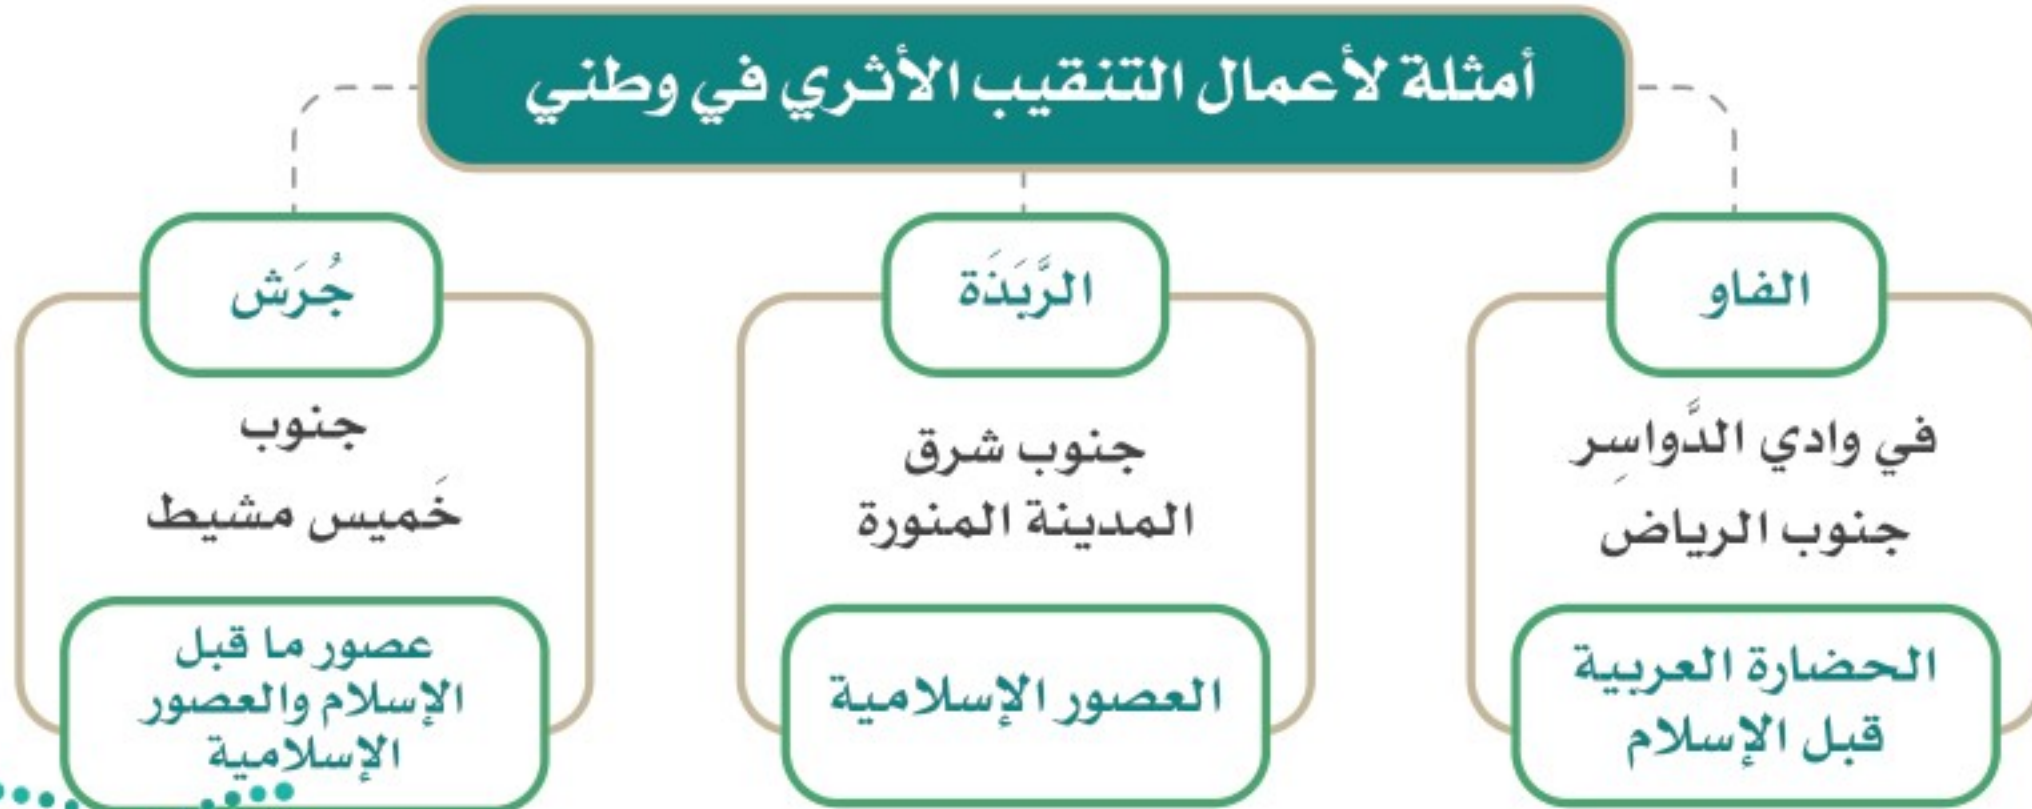 أمثلة لأعمال التنقيب الأثري في وطني
الفاو
في وادي الدَّواسِر
جنوب الرياض
الحضارة العربية
قبل الإسلام
الرَّبَذَة
جنوب شرق
المدينة المنورة
العصور الإسلامية
جُرَش
جنوب
خَميس مشيط
عصور ما قبل
الإسلام والعصور
الإسلامية